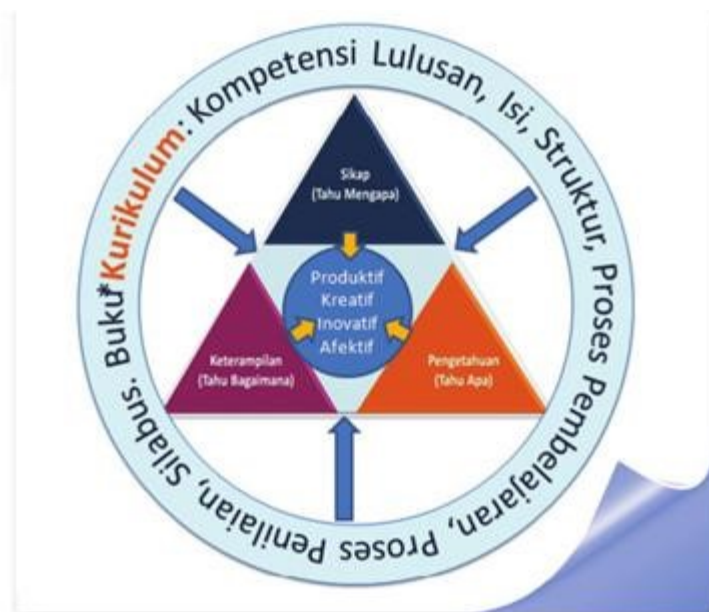 Kurikulum: Kompetensi Lulusan, Isi, Struktur, Proses Pembelajaran, Proses Penilaian, Silabus. Buku*
Sikap
(Tahu Mengapa)
Produktif
Kreatif
Inovatif
Afektif
Keterampilan
(Tahu Bagaimana)
Pengetahuan
(Tahu Apa)